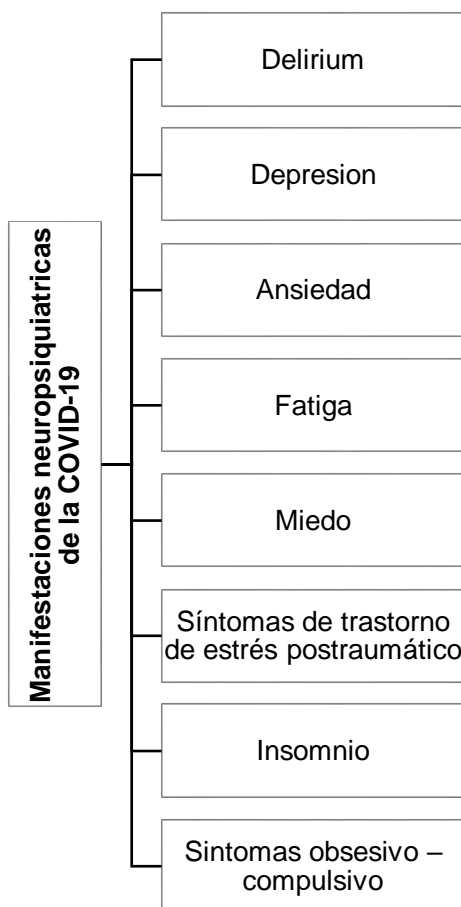 Manifestaciones neuropsiquiatricas
de la COVID-19
Delirium
Depresion
Ansiedad
Fatiga
Miedo
Síntomas de trastorno
de estrés postraumático
Insomnio
Sintomas obsesivo –
compulsivo